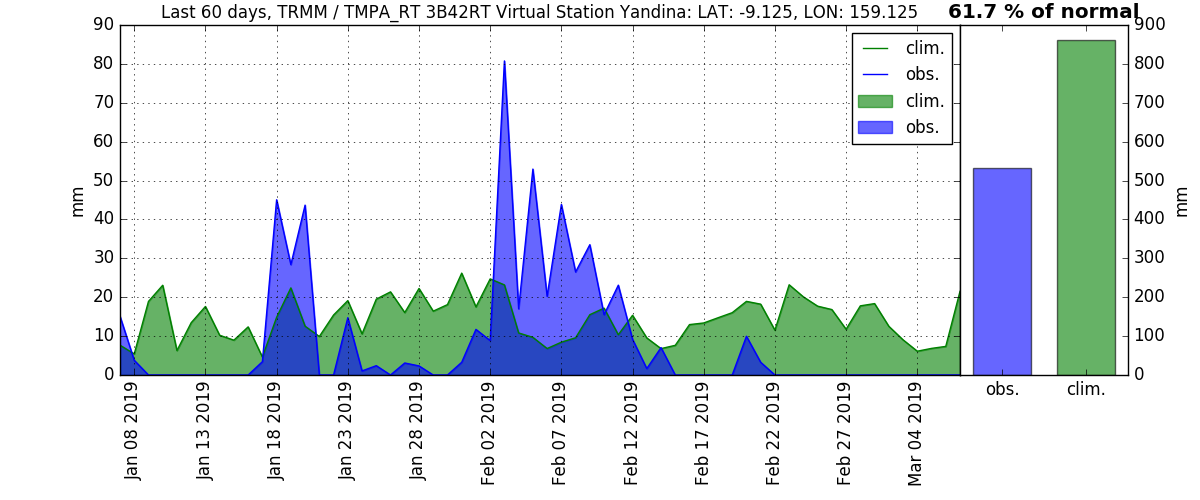 Last 60 days, TRMM / TMPA_RT 3B42RT Virtual Station Yandina: LAT: -9.125, LON: 159.125
61.7 % of normal
90
80
70
60
50
40
30
20
10
0
mm
clim.
obs.
clim.
obs.
900
800
700
600
500
400
300
200
100
0
mm
Jan 08 2019
Jan 13 2019
Jan 18 2019
Jan 23 2019
Jan 28 2019
Feb 02 2019
Feb 07 2019
Feb 12 2019
Feb 17 2019
Feb 22 2019
Feb 27 2019
Mar 04 2019
obs.
clim.